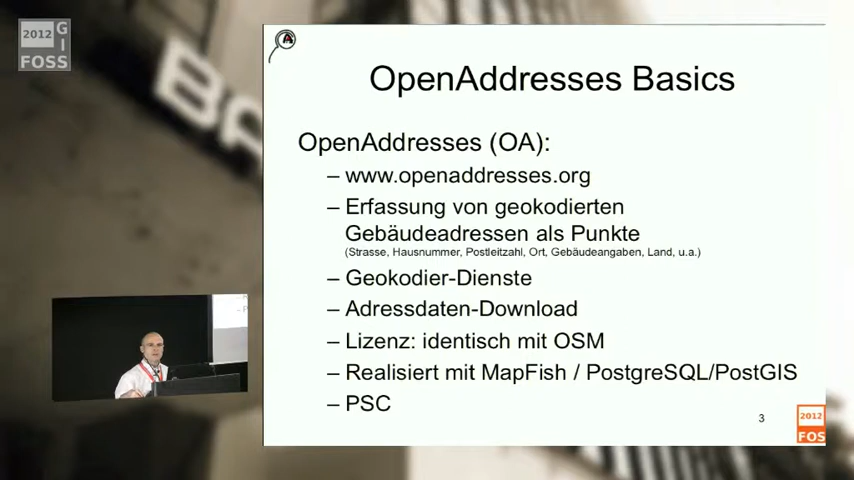 2012
GI
FOSS
BA
A
OpenAddresses Basics
OpenAddresses (OA):
– www.openaddresses.org
– Erfassung von geokodierten
Gebäudeadressen als Punkte
(Strasse, Hausnummer, Postleitzahl, Ort, Gebäudeangaben, Land, u.a.)
– Geokodier-Dienste
– Adressdaten-Download
– Lizenz: identisch mit OSM
– Realisiert mit MapFish / PostgreSQL/PostGIS
– PSC
3
2012
FOS